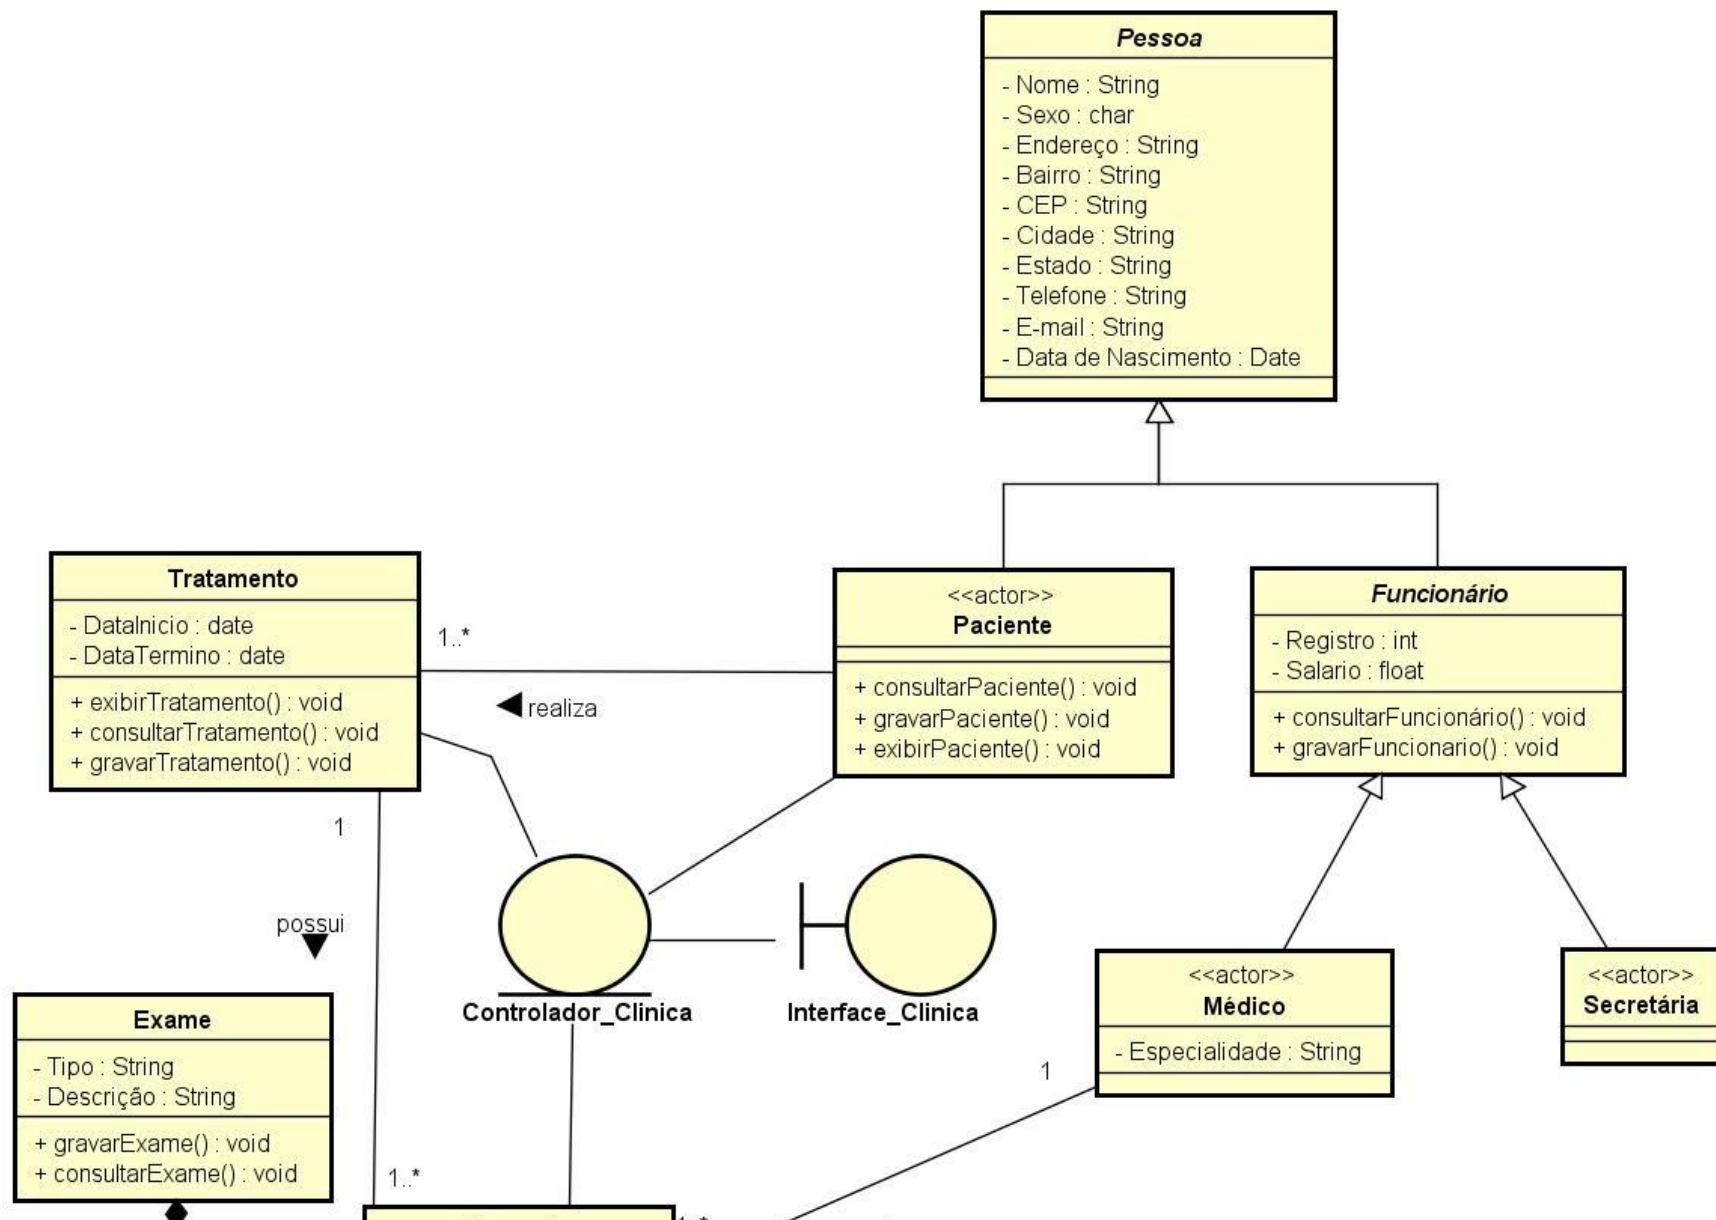 Pessoa
- Nome : String
- Sexo : char
- Endereço : String
- Bairro : String
- CEP : String
- Cidade : String
- Estado : String
- Telefone : String
- E-mail : String
- Data de Nascimento : Date
Tratamento
- DataInicio : date
- DataTermino : date
+ exibirTratamento() : void
+ consultarTratamento() : void
+ gravarTratamento() : void
1..*
realiza
<<actor>>
Paciente
+ consultarPaciente() : void
+ gravarPaciente() : void
+ exibirPaciente() : void
Funcionário
- Registro : int
- Salario : float
+ consultarFuncionário() : void
+ gravarFuncionario() : void
1
possui
Controlador_Clinica
Interface_Clinica
<<actor>>
Médico
- Especialidade : String
<<actor>>
Secretária
Exame
- Tipo : String
- Descrição : String
+ gravarExame() : void
+ consultarExame() : void
1
1..*